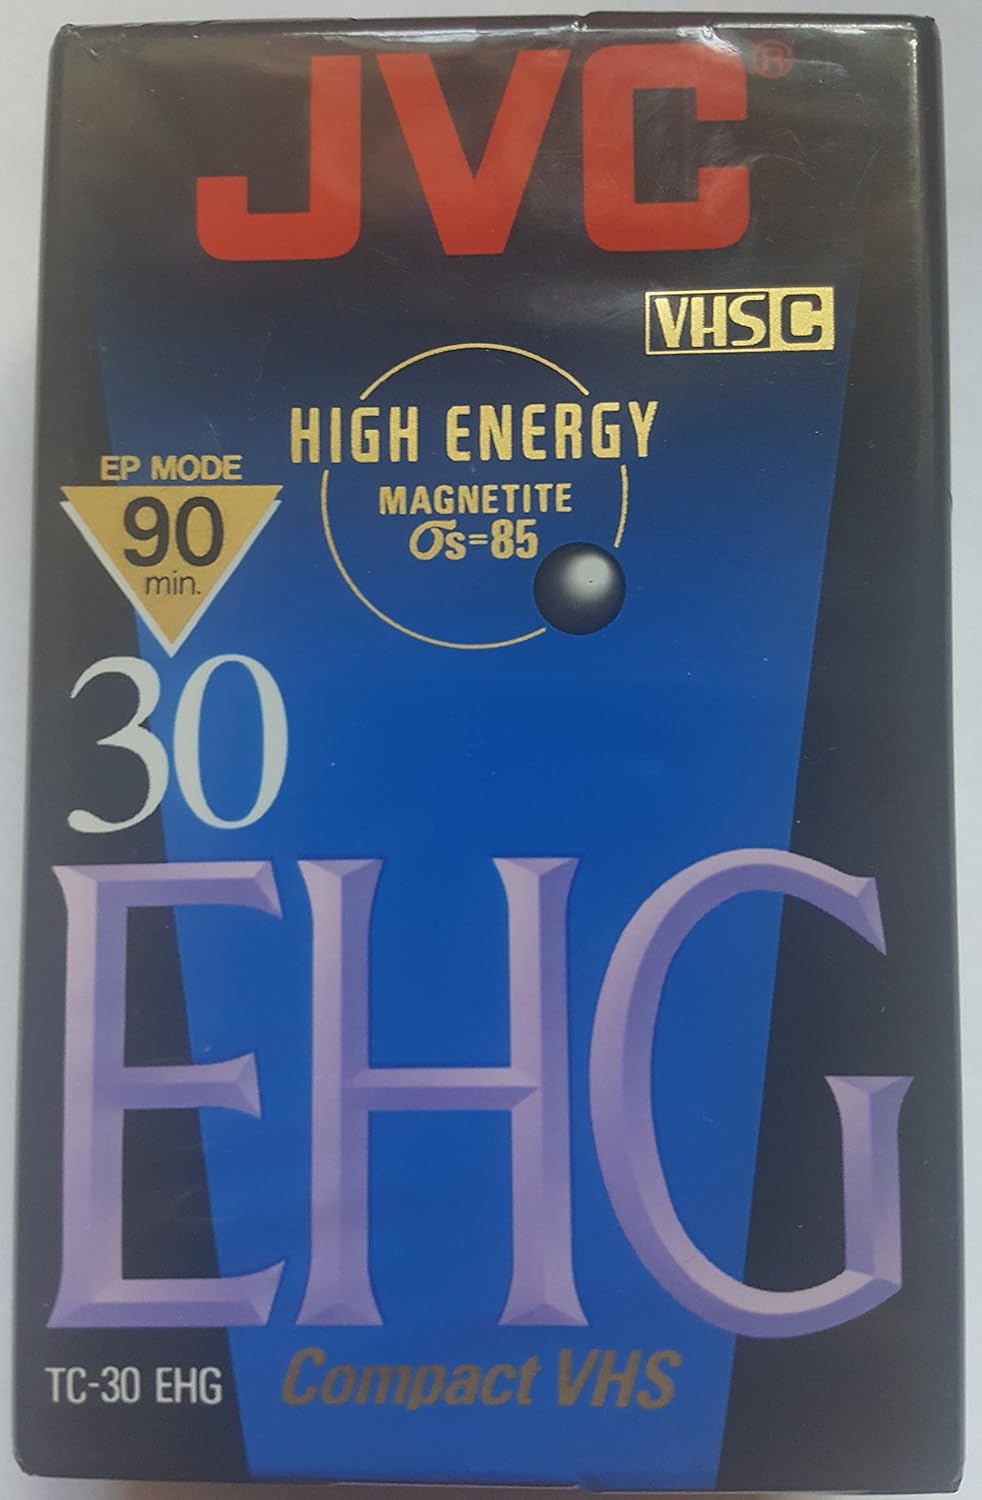 JVC®
VHS C
HIGH ENERGY
MAGNETITE
σs=85
EP MODE
90
min.
30
EHG
TC-30 EHG
Compact VHS